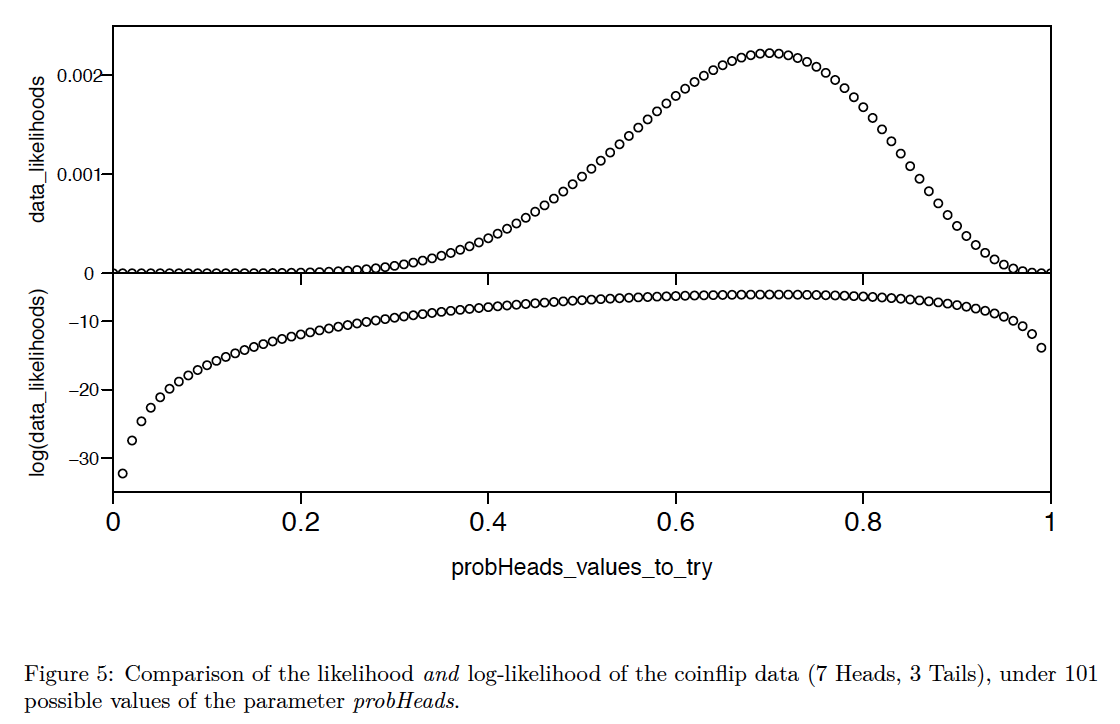 data_likelihoods
0.002
0.001
0
log(data_likelihoods)
−10
−20
−30
0 0.2 0.4 0.6 0.8 1
probHeads_values_to_try
Figure 5: Comparison of the likelihood and log-likelihood of the coinflip data (7 Heads, 3 Tails), under 101
possible values of the parameter probHeads.